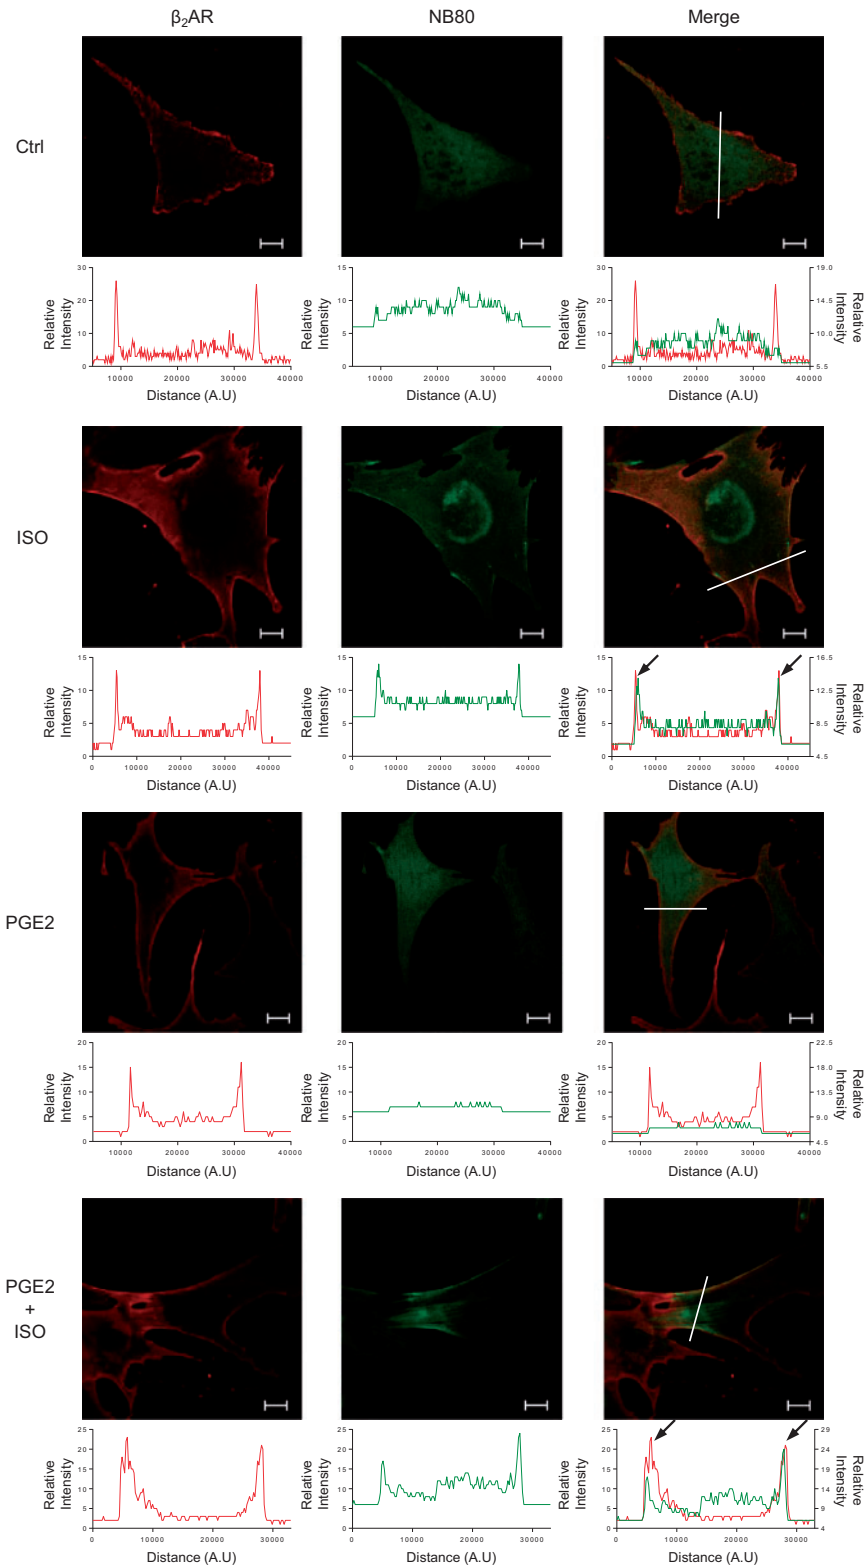 β₂AR NB80 Merge
Ctrl
30 20 10 0
Relative Intensity
10000 20000 30000 40000
Distance (A.U)
15 10 5 0
Relative Intensity
10000 20000 30000 40000
Distance (A.U)
30 20 10 0
Relative Intensity
19.0 14.5 10.0 5.5
Relative Intensity
10000 20000 30000 40000
Distance (A.U)
ISO
15 10 5 0
Relative Intensity
0 10000 20000 30000 40000
Distance (A.U)
15 10 5 0
Relative Intensity
0 10000 20000 30000 40000
Distance (A.U)
15 10 5 0
Relative Intensity
16.5 12.5 8.5 4.5
Relative Intensity
0 10000 20000 30000 40000
Distance (A.U)
PGE2
20 15 10 5 0
Relative Intensity
10000 20000 30000 40000
Distance (A.U)
20 15 10 5 0
Relative Intensity
10000 20000 30000 40000
Distance (A.U)
20 15 10 5 0
Relative Intensity
22.5 18.0 13.5 9.0 4.5
Relative Intensity
10000 20000 30000 40000
Distance (A.U)
PGE2
+
ISO
25 20 15 10 5 0
Relative Intensity
0 10000 20000 30000
Distance (A.U)
25 20 15 10 5 0
Relative Intensity
0 10000 20000 30000
Distance (A.U)
25 20 15 10 5 0
Relative Intensity
29 24 19 14 9 4
Relative Intensity
0 10000 20000 30000
Distance (A.U)